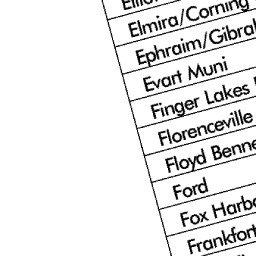 Elmira/Corning
Ephraim/Gibral
Evart Muni
Finger Lakes
Florenceville
Floyd Benne
Ford
Fox Harbo
Frankfort